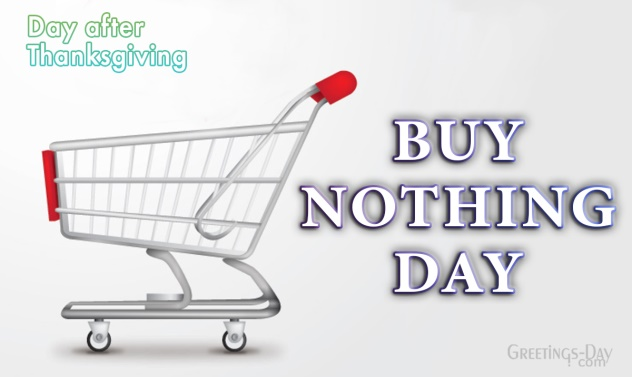 Day after
Thanksgiving
BUY
NOTHING
DAY
GREETINGS-DAY
.com